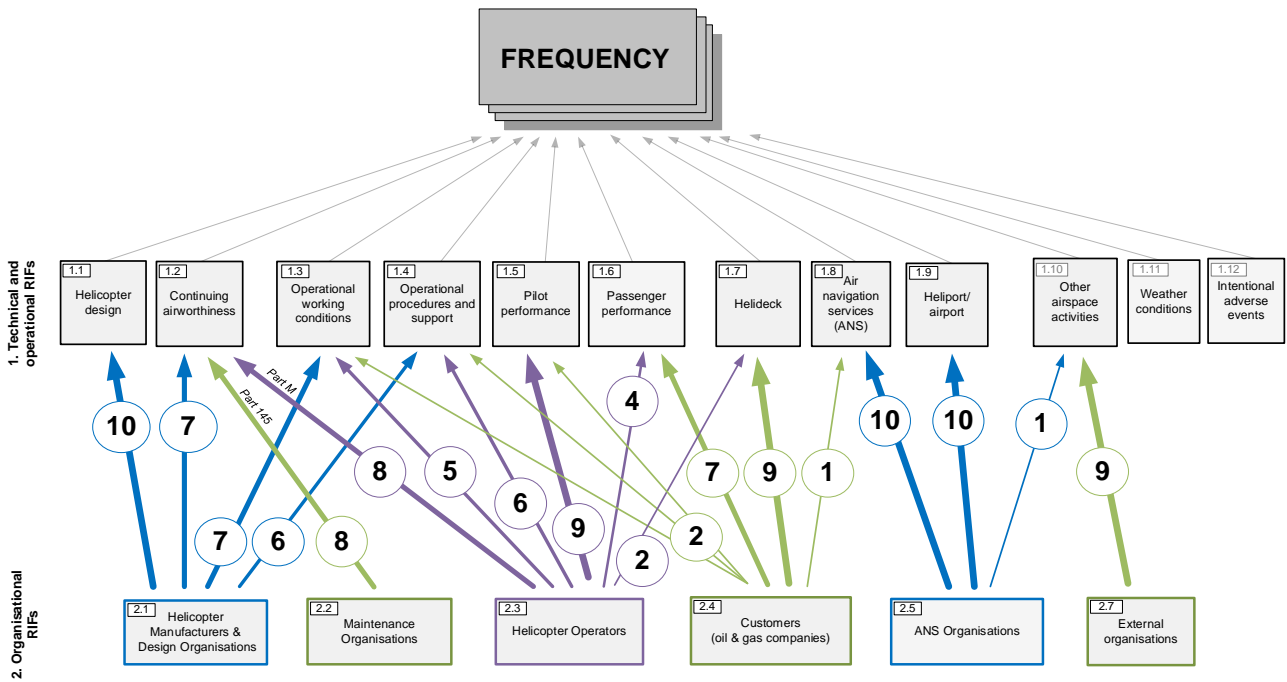 FREQUENCY
1. Technical and
operational RIFs
1.1
Helicopter
design
1.2
Continuing
airworthiness
1.3
Operational
working
conditions
1.4
Operational
procedures and
support
1.5
Pilot
performance
1.6
Passenger
performance
1.7
Helideck
1.8
Air
navigation
services
(ANS)
1.9
Heliport/
airport
1.10
Other
airspace
activities
1.11
Weather
conditions
1.12
Intentional
adverse
events
Part M
Part 145
10
7
7
6
8
8
5
6
9
4
2
2
7
9
1
10
10
1
9
2. Organisational
RIFs
2.1
Helicopter
Manufacturers &
Design Organisations
2.2
Maintenance
Organisations
2.3
Helicopter Operators
2.4
Customers
(oil & gas companies)
2.5
ANS Organisations
2.7
External
organisations